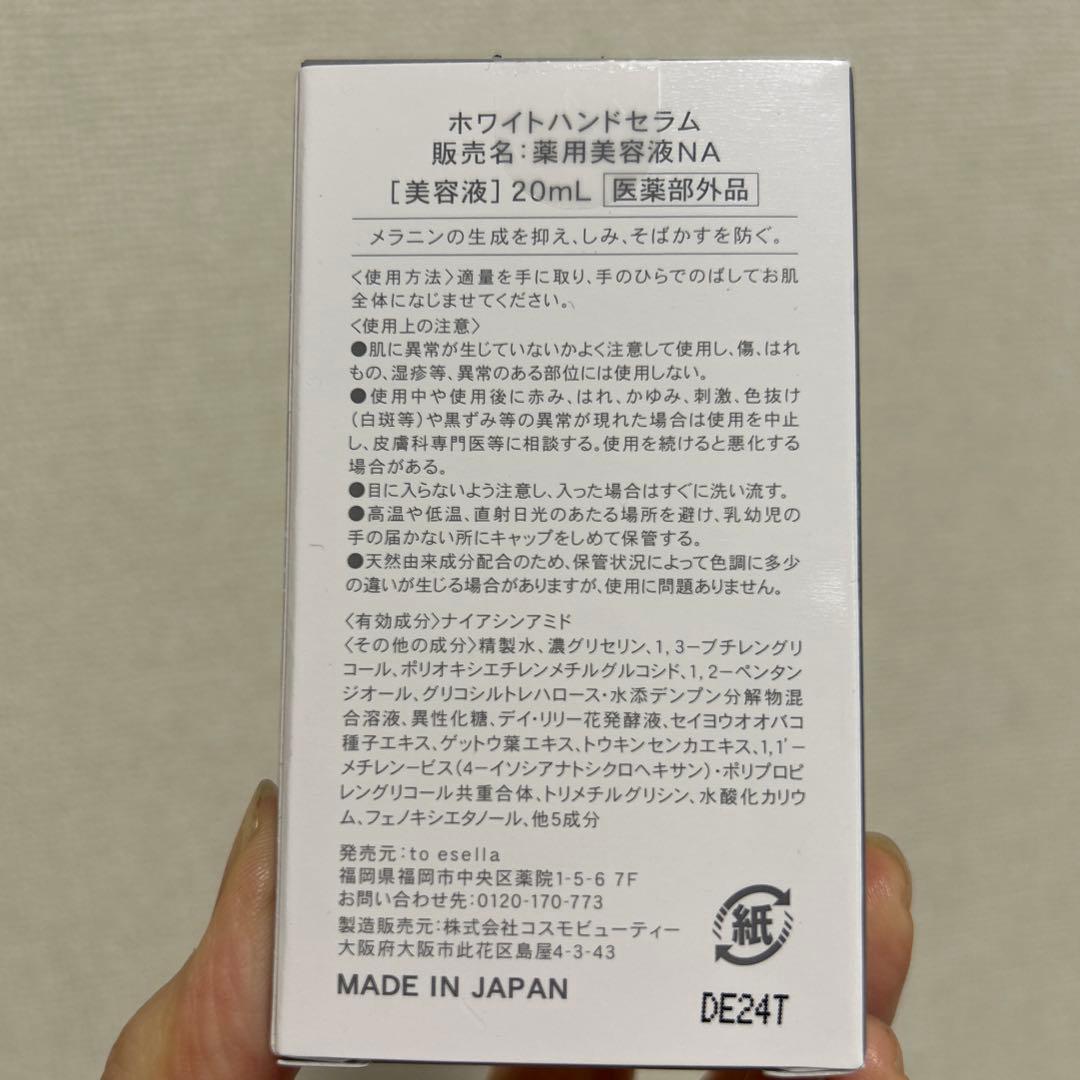 ホワイトハンドセラム
販売名:薬用美容液NA
[美容液]20mL 医薬部外品
メラニンの生成を抑え、しみ、そばかすを防ぐ。
〈使用方法〉適量を手に取り、手のひらでのばしてお肌
全体になじませてください。
〈使用上の注意〉
●肌に異常が生じていないかよく注意して使用し、傷、はれ
もの、湿疹等、異常のある部位には使用しない。
●使用中や使用後に赤み、はれ、かゆみ、刺激、色抜け
(白斑等)や黒ずみ等の異常が現れた場合は使用を中止
し、皮膚科専門医等に相談する。使用を続けると悪化する
場合がある。
●目に入らないよう注意し、入った場合はすぐに洗い流す。
●高温や低温、直射日光のあたる場所を避け、乳幼児の
手の届かない所にキャップをしめて保管する。
●天然由来成分配合のため、保管状況によって色調に多少
の違いが生じる場合がありますが、使用に問題ありません。
〈有効成分〉ナイアシンアミド
〈その他の成分〉精製水、濃グリセリン、1,3-ブチレングリ
コール、ポリオキシエチレンメチルグルコシド、1,2-ペンタン
ジオール、グリコシルトレハロース・水添デンプン分解物混
合溶液、異性化糖、デイ・リリー花発酵液、セイヨウオオバコ
種子エキス、ゲットウ葉エキス、トウキンセンカエキス、1,1'-
メチレン-ビス(4-イソシアナトシクロヘキサン)・ポリプロピ
レングリコール共重合体、トリメチルグリシン、水酸化カリウ
ム、フェノキシエタノール、他5成分
発売元:to esella
福岡県福岡市中央区薬院1-5-6 7F
お問い合わせ先:0120-170-773
製造販売元:株式会社コスモビューティー
大阪府大阪市此花区島屋4-3-43
MADE IN JAPAN
紙
DE24T